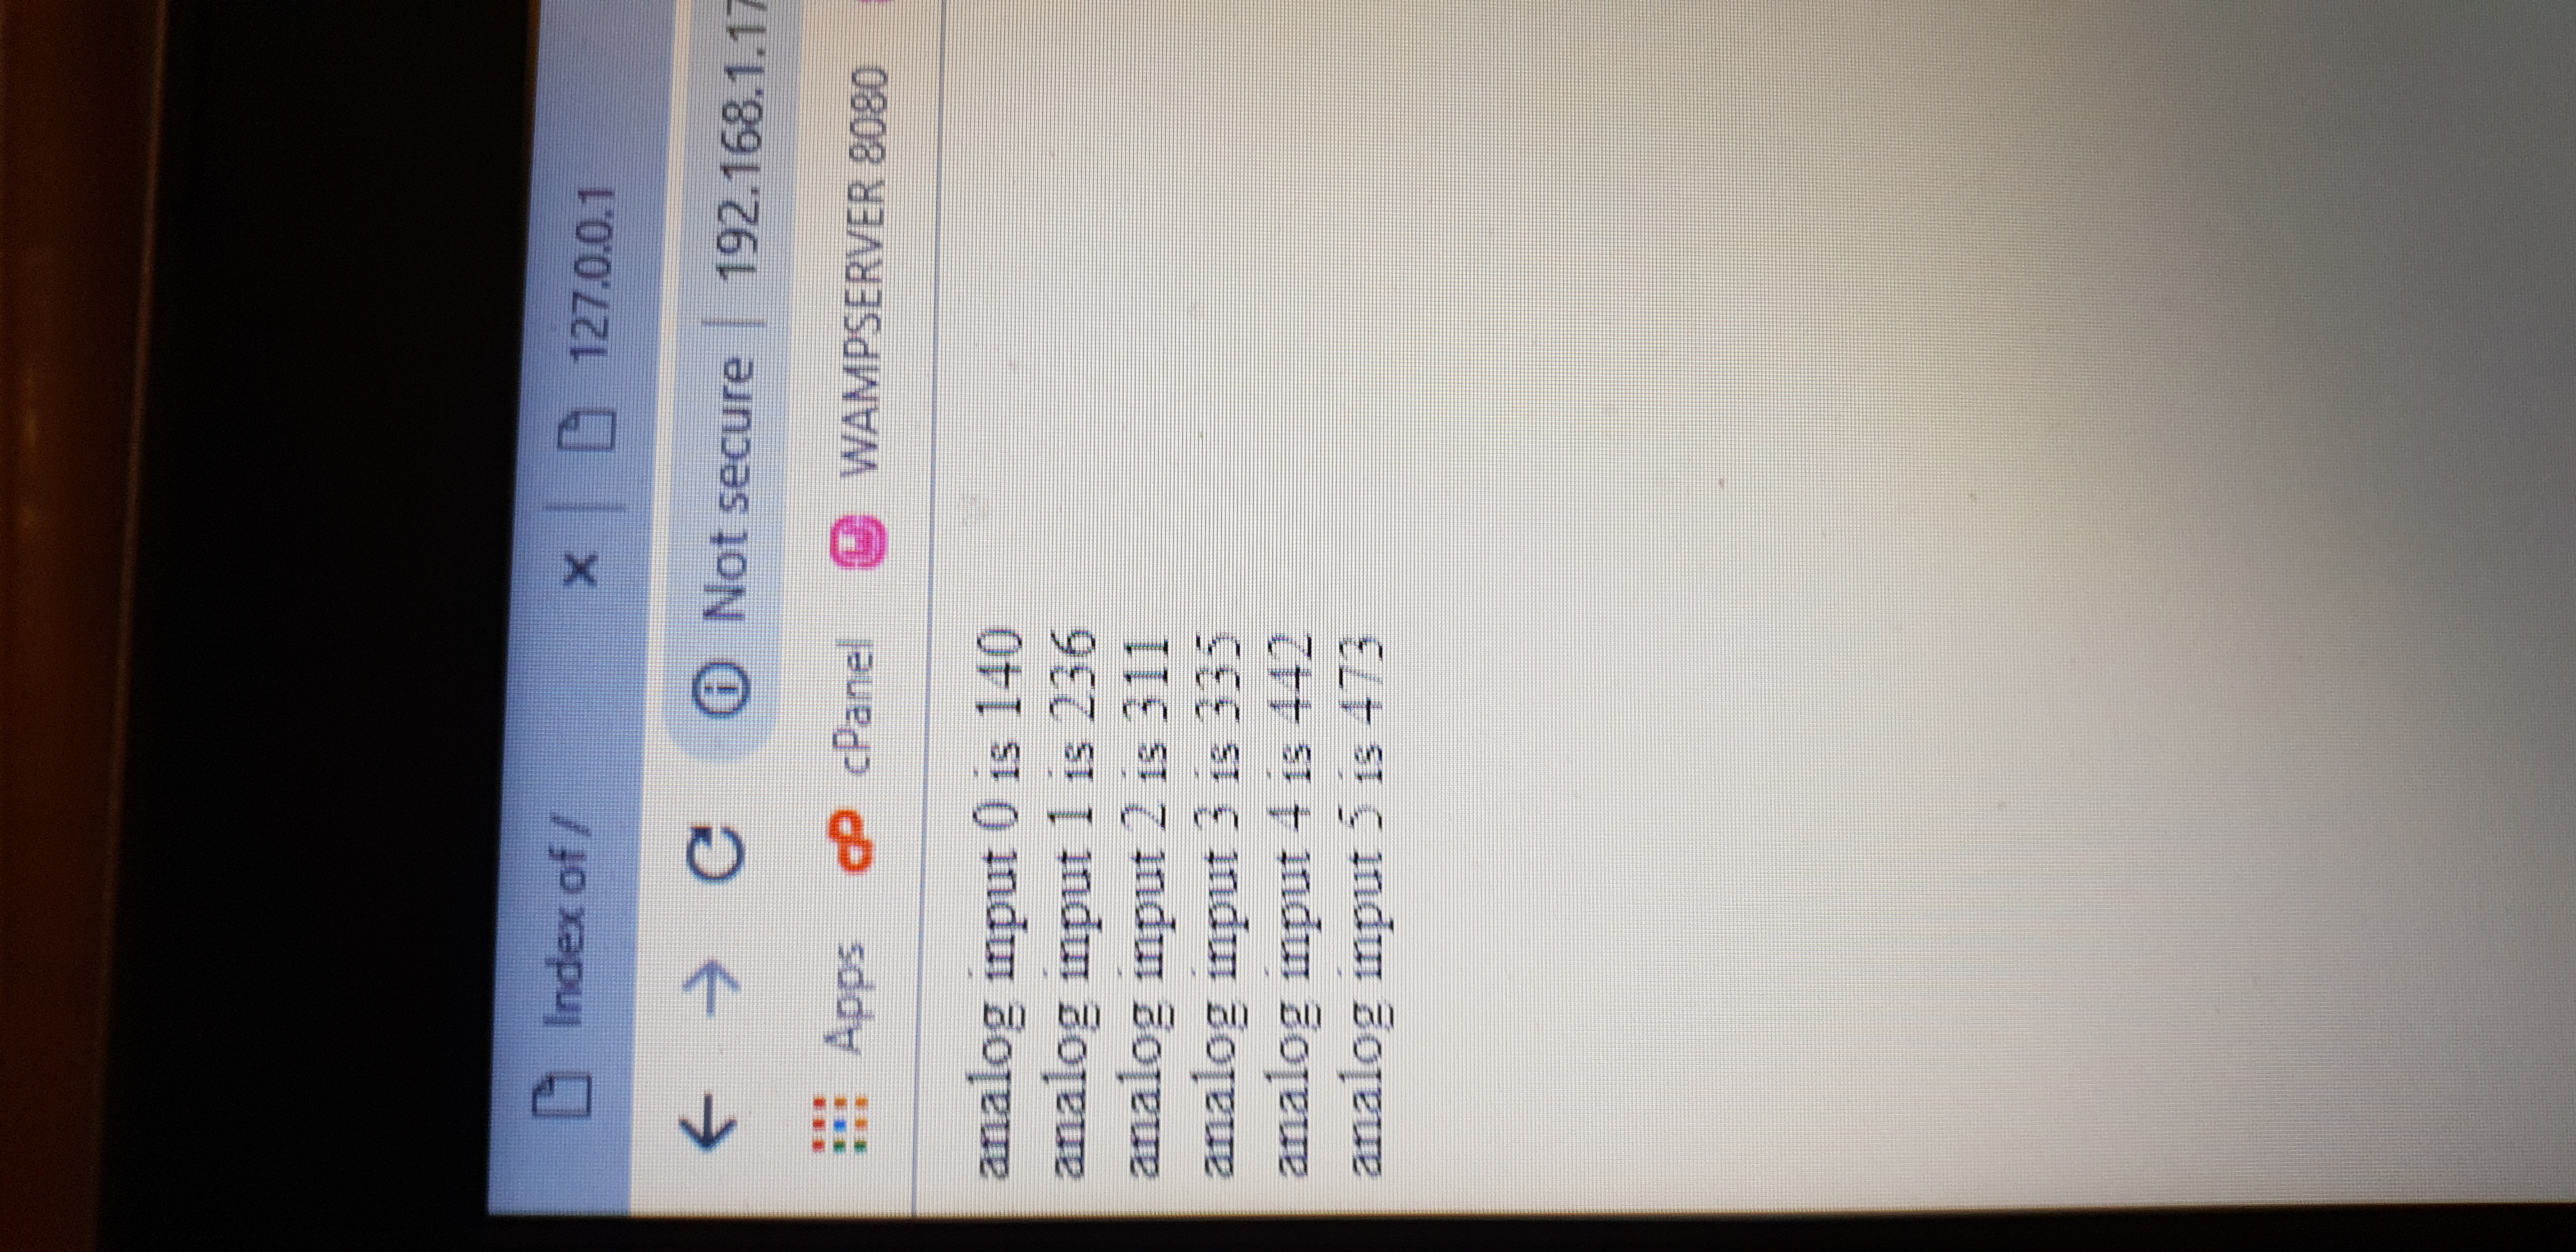 Index of /
127.0.0.1
Not secure | 192.168.1.17
Apps cPanel WAMPSERVER 8080
analog input 0 is 140
analog input 1 is 236
analog input 2 is 311
analog input 3 is 335
analog input 4 is 442
analog input 5 is 473